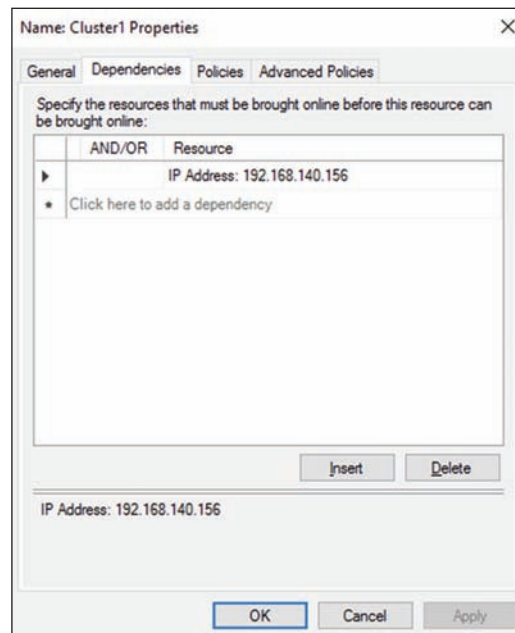 Name: Cluster1 Properties
General Dependencies Policies Advanced Policies
Specify the resources that must be brought online before this resource can
be brought online:
AND/OR Resource
IP Address: 192.168.140.156
* Click here to add a dependency
Insert Delete
IP Address: 192.168.140.156
OK Cancel Apply